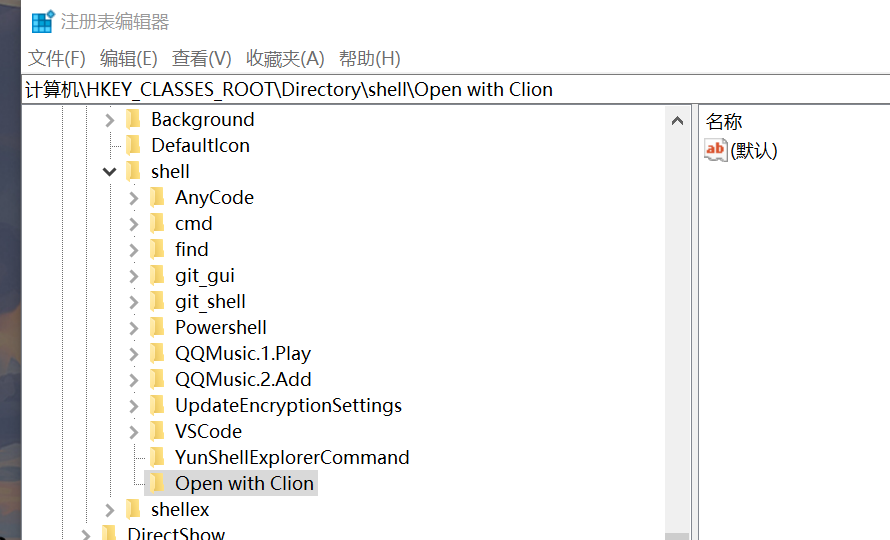 注册表编辑器
文件(F) 编辑(E) 查看(V) 收藏夹(A) 帮助(H)
计算机\HKEY_CLASSES_ROOT\Directory\shell\Open with Clion
Background
DefaultIcon
shell
AnyCode
cmd
find
git_gui
git_shell
Powershell
QQMusic.1.Play
QQMusic.2.Add
UpdateEncryptionSettings
VSCode
YunShellExplorerCommand
Open with Clion
shellex
DirectShow
名称
ab (默认)